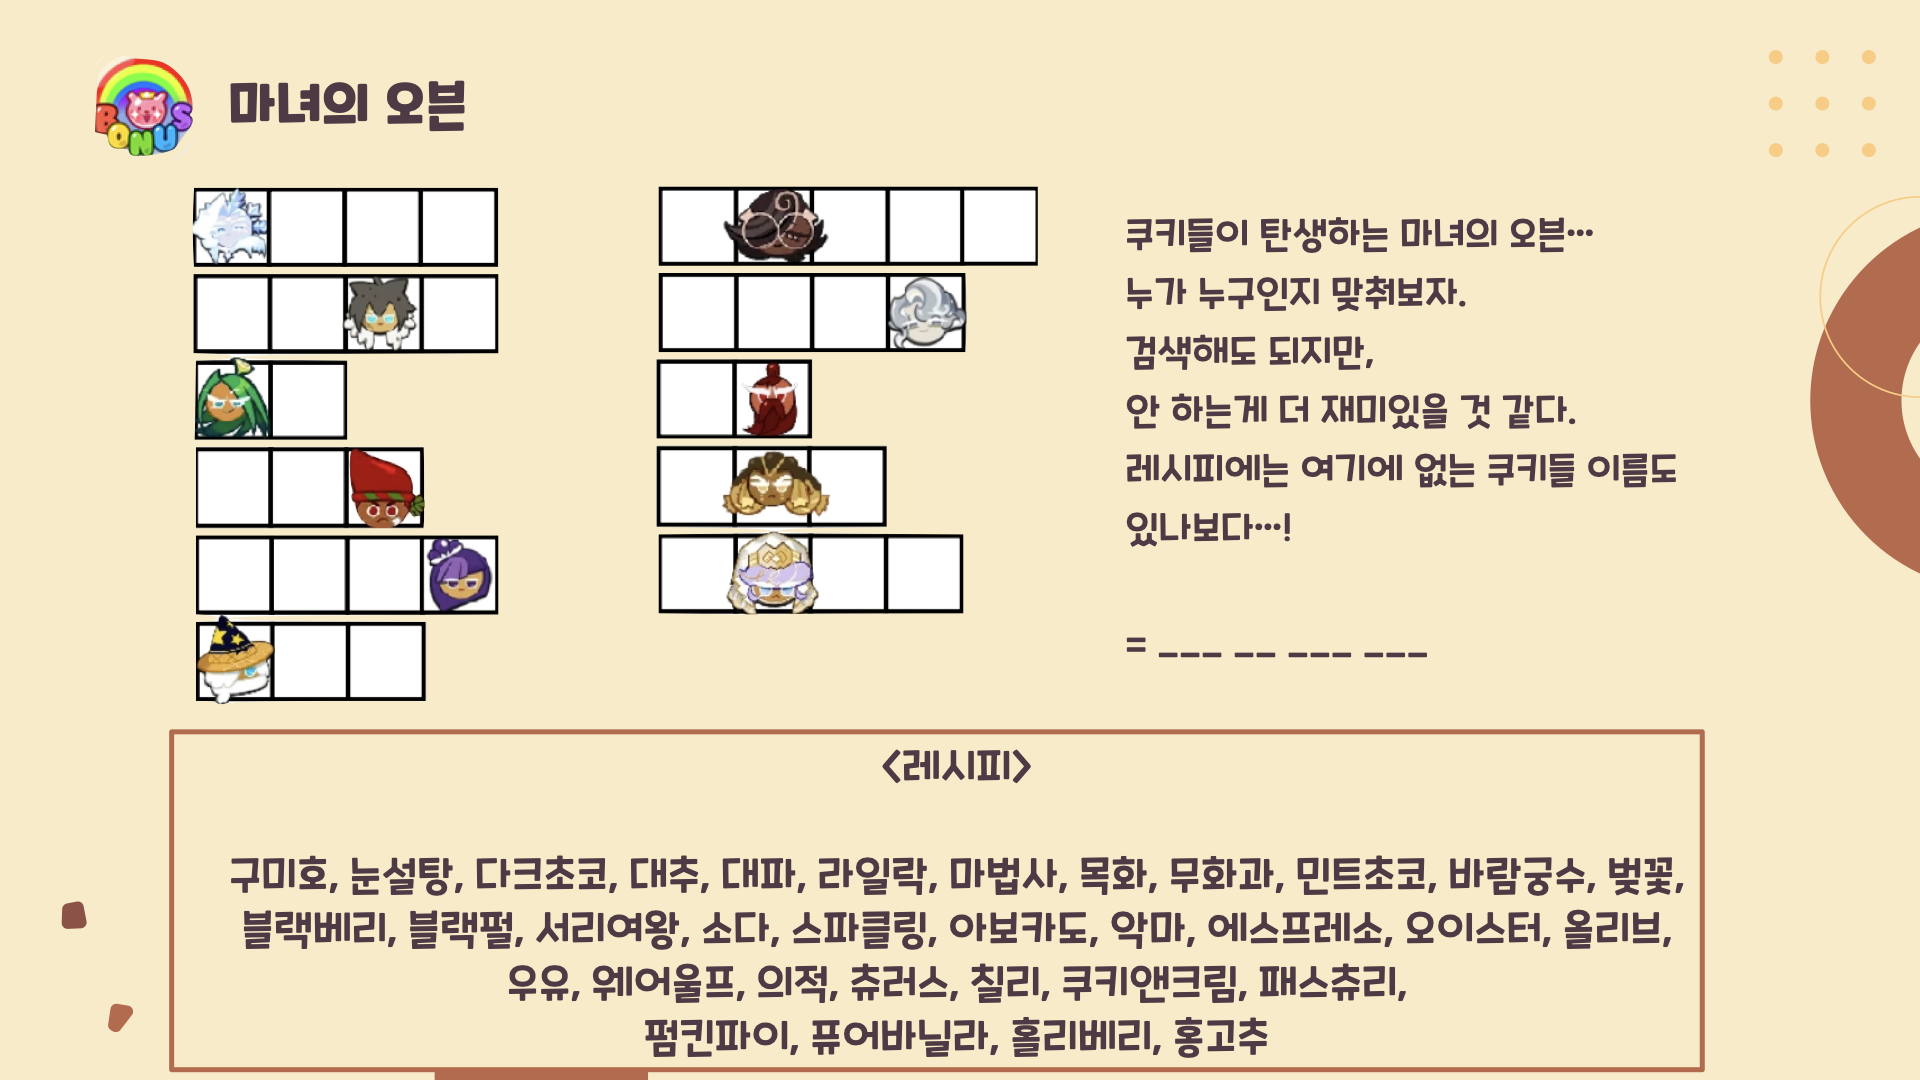 BONUS
마녀의 오븐
쿠키들이 탄생하는 마녀의 오븐…
누가 누구인지 맞춰보자.
검색해도 되지만,
안 하는게 더 재미있을 것 같다.
레시피에는 여기에 없는 쿠키들 이름도
있나보다…!
= ___ __ ___ ___
<레시피>
구미호, 눈설탕, 다크초코, 대추, 대파, 라일락, 마법사, 목화, 무화과, 민트초코, 바람궁수, 벚꽃,
블랙베리, 블랙펄, 서리여왕, 소다, 스파클링, 아보카도, 악마, 에스프레소, 오이스터, 올리브,
우유, 웨어울프, 의적, 츄러스, 칠리, 쿠키앤크림, 패스츄리,
펌킨파이, 퓨어바닐라, 홀리베리, 홍고추